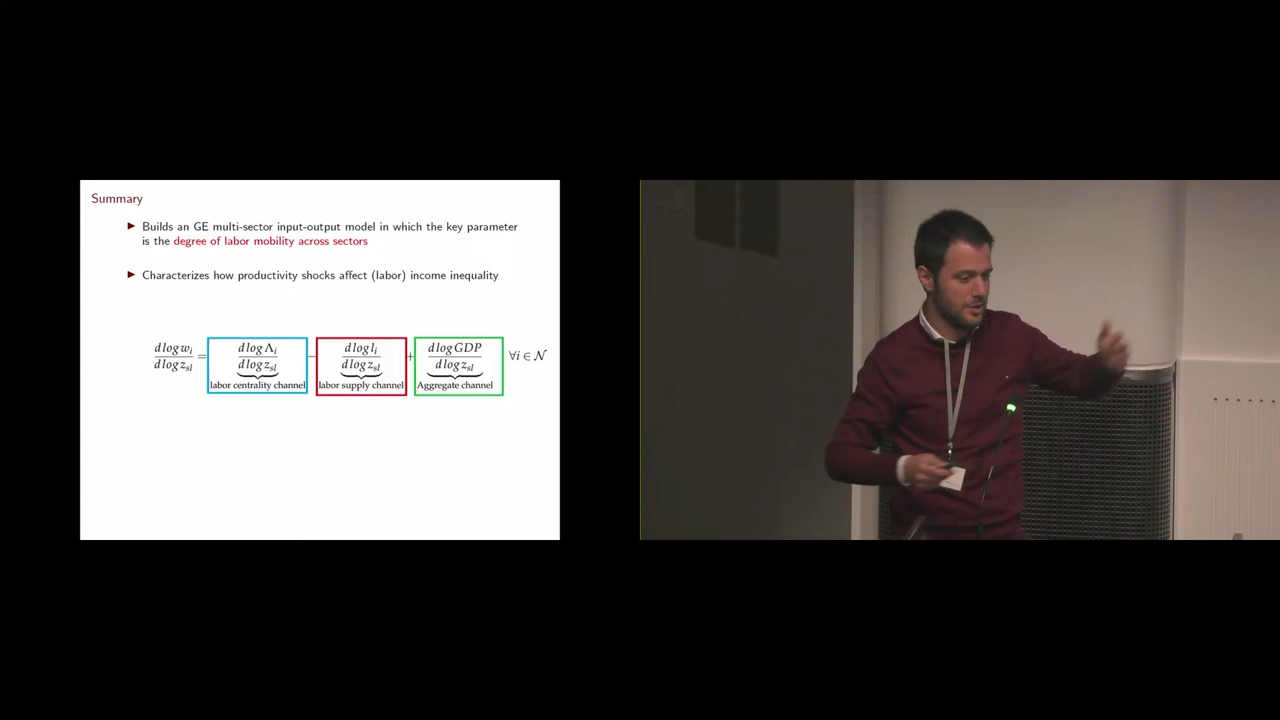 Summary
▶ Builds an GE multi-sector input-output model in which the key parameter
is the degree of labor mobility across sectors
▶ Characterizes how productivity shocks affect (labor) income inequality
d log w_i / d log z_sl = d log Λ_i / d log z_sl − d log l_i / d log z_sl + d log GDP / d log z_sl ∀i ∈ 𝒩
labor centrality channel labor supply channel Aggregate channel